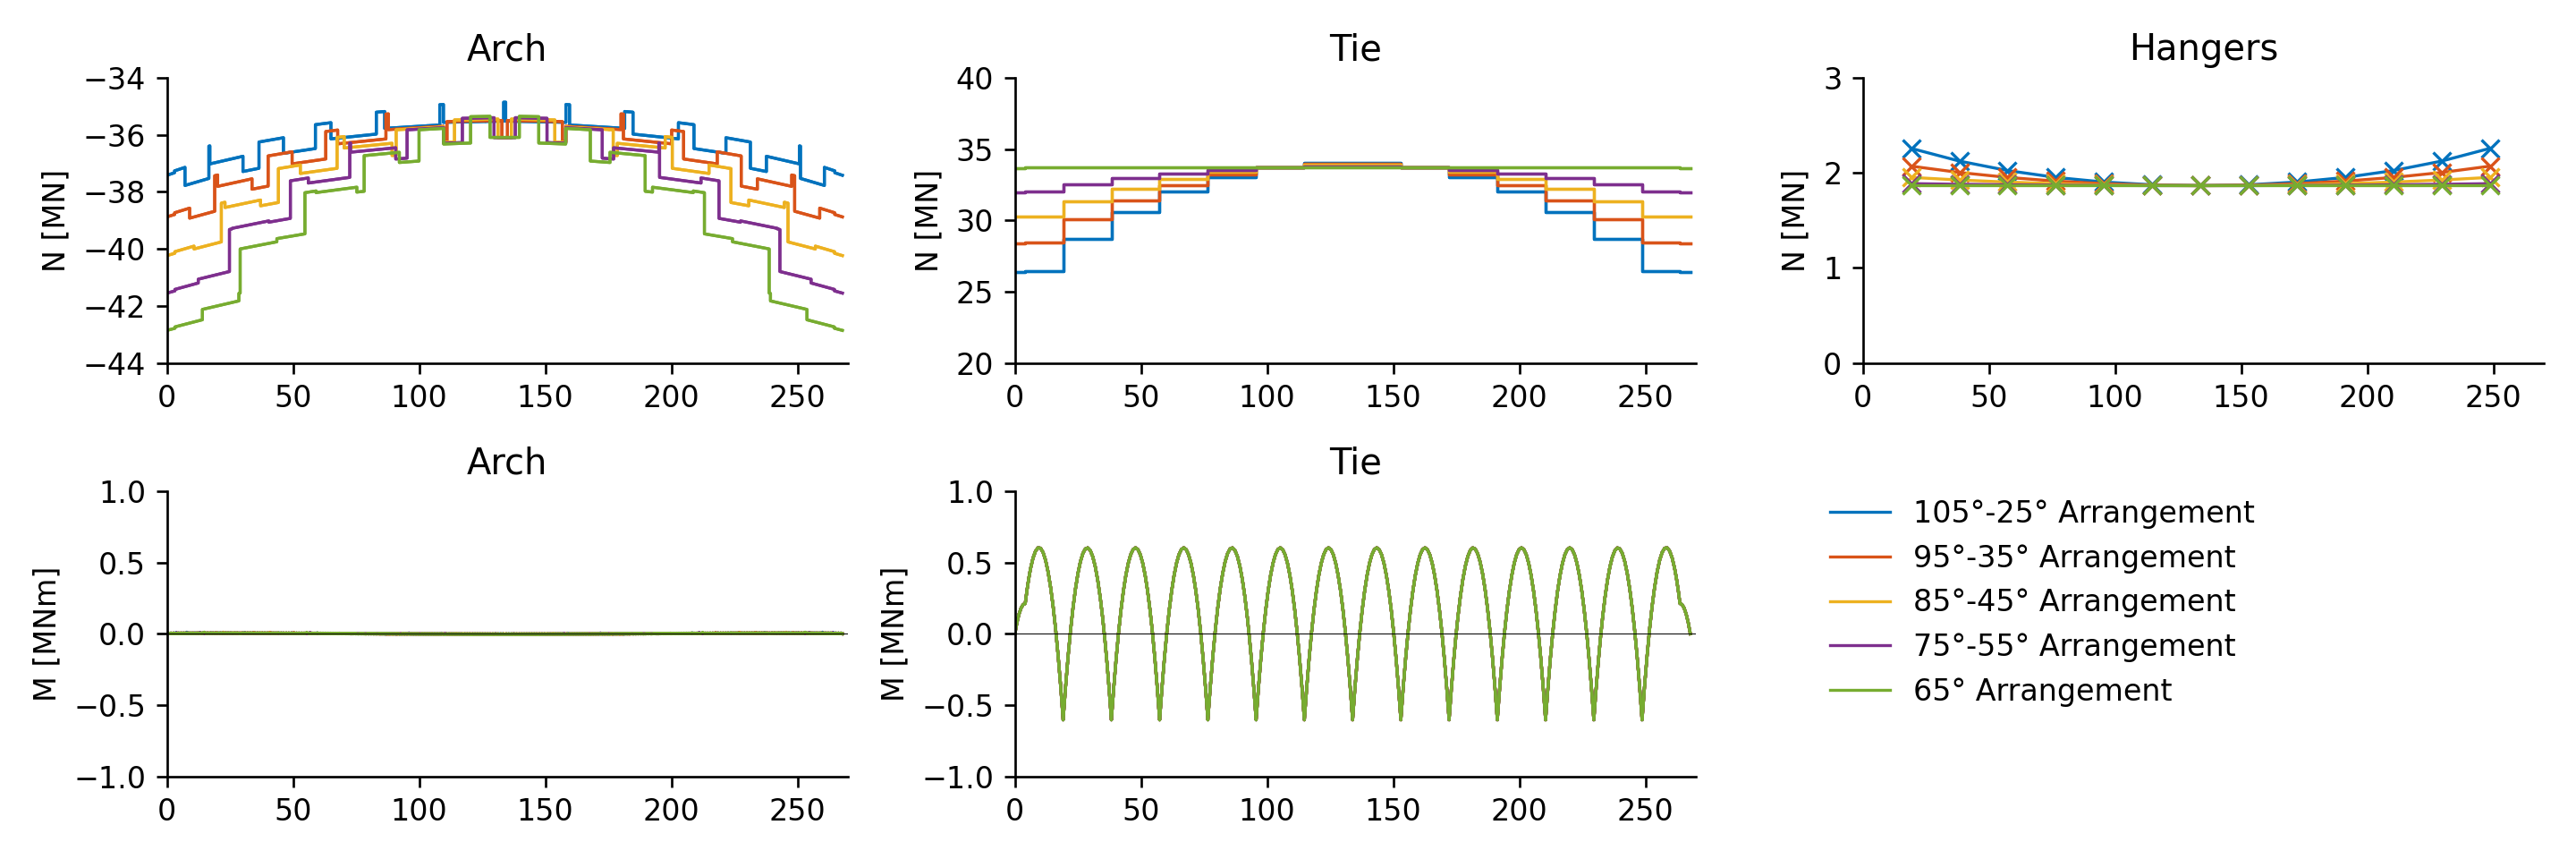 Arch
N [MN]
−34
−36
−38
−40
−42
−44
0 50 100 150 200 250
Tie
N [MN]
40
35
30
25
20
0 50 100 150 200 250
Hangers
N [MN]
3
2
1
0
0 50 100 150 200 250
Arch
M [MNm]
1.0
0.5
0.0
−0.5
−1.0
0 50 100 150 200 250
Tie
M [MNm]
1.0
0.5
0.0
−0.5
−1.0
0 50 100 150 200 250
105°-25° Arrangement
95°-35° Arrangement
85°-45° Arrangement
75°-55° Arrangement
65° Arrangement